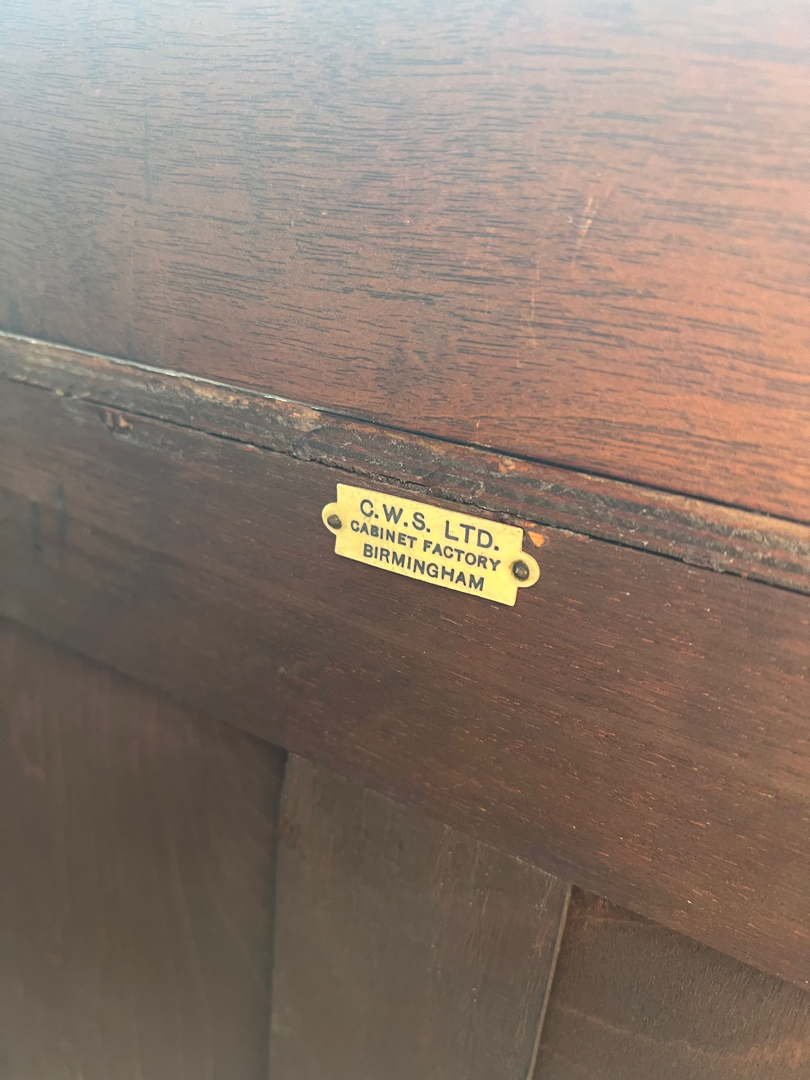 C.W.S. LTD.
CABINET FACTORY
BIRMINGHAM